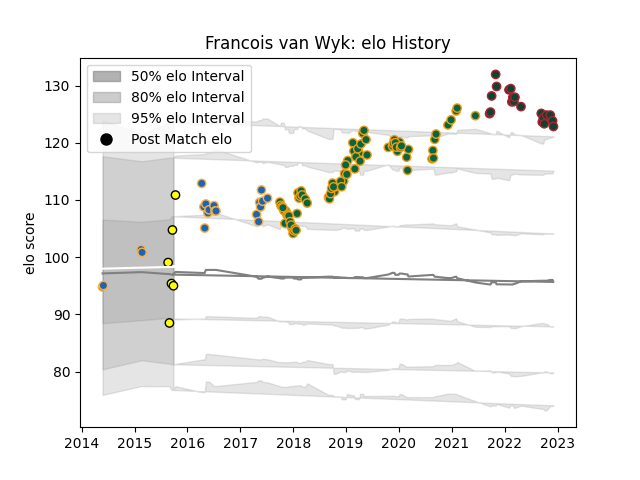 Francois van Wyk: elo History
50% elo Interval
80% elo Interval
95% elo Interval
Post Match elo
elo score
130
120
110
100
90
80
2014 2015 2016 2017 2018 2019 2020 2021 2022 2023